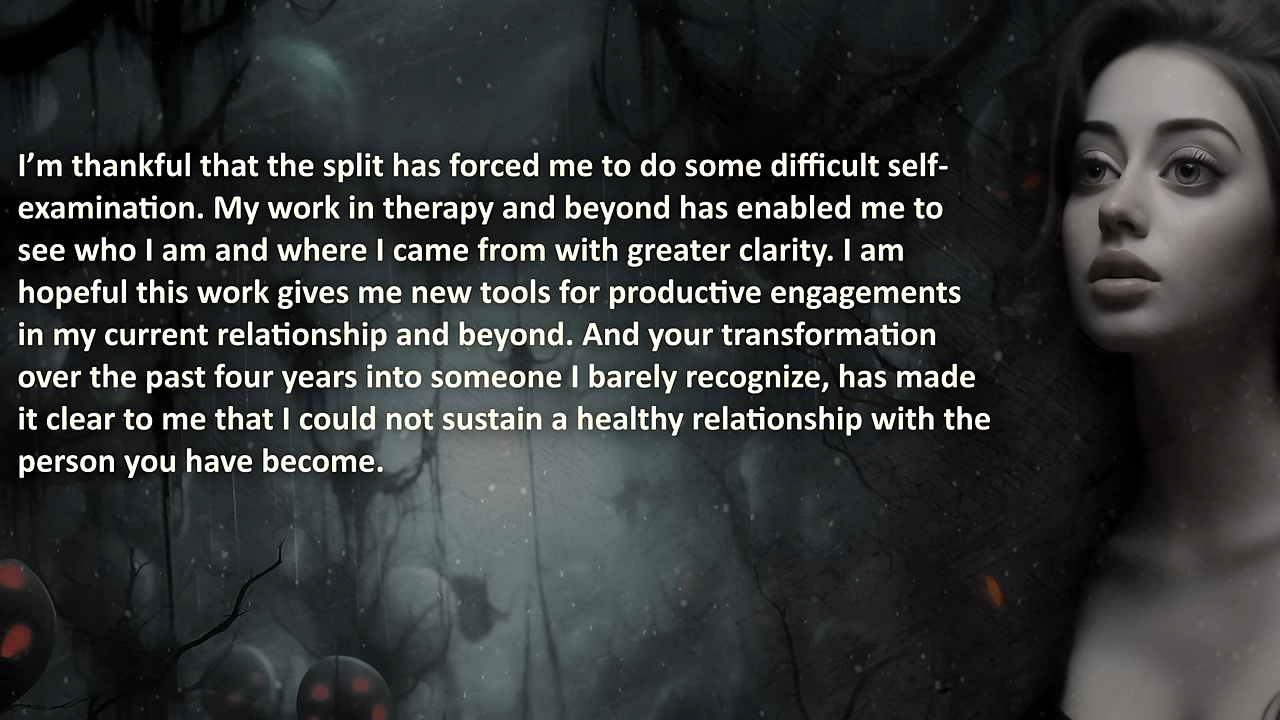 I’m thankful that the split has forced me to do some difficult self-
examination. My work in therapy and beyond has enabled me to
see who I am and where I came from with greater clarity. I am
hopeful this work gives me new tools for productive engagements
in my current relationship and beyond. And your transformation
over the past four years into someone I barely recognize, has made
it clear to me that I could not sustain a healthy relationship with the
person you have become.